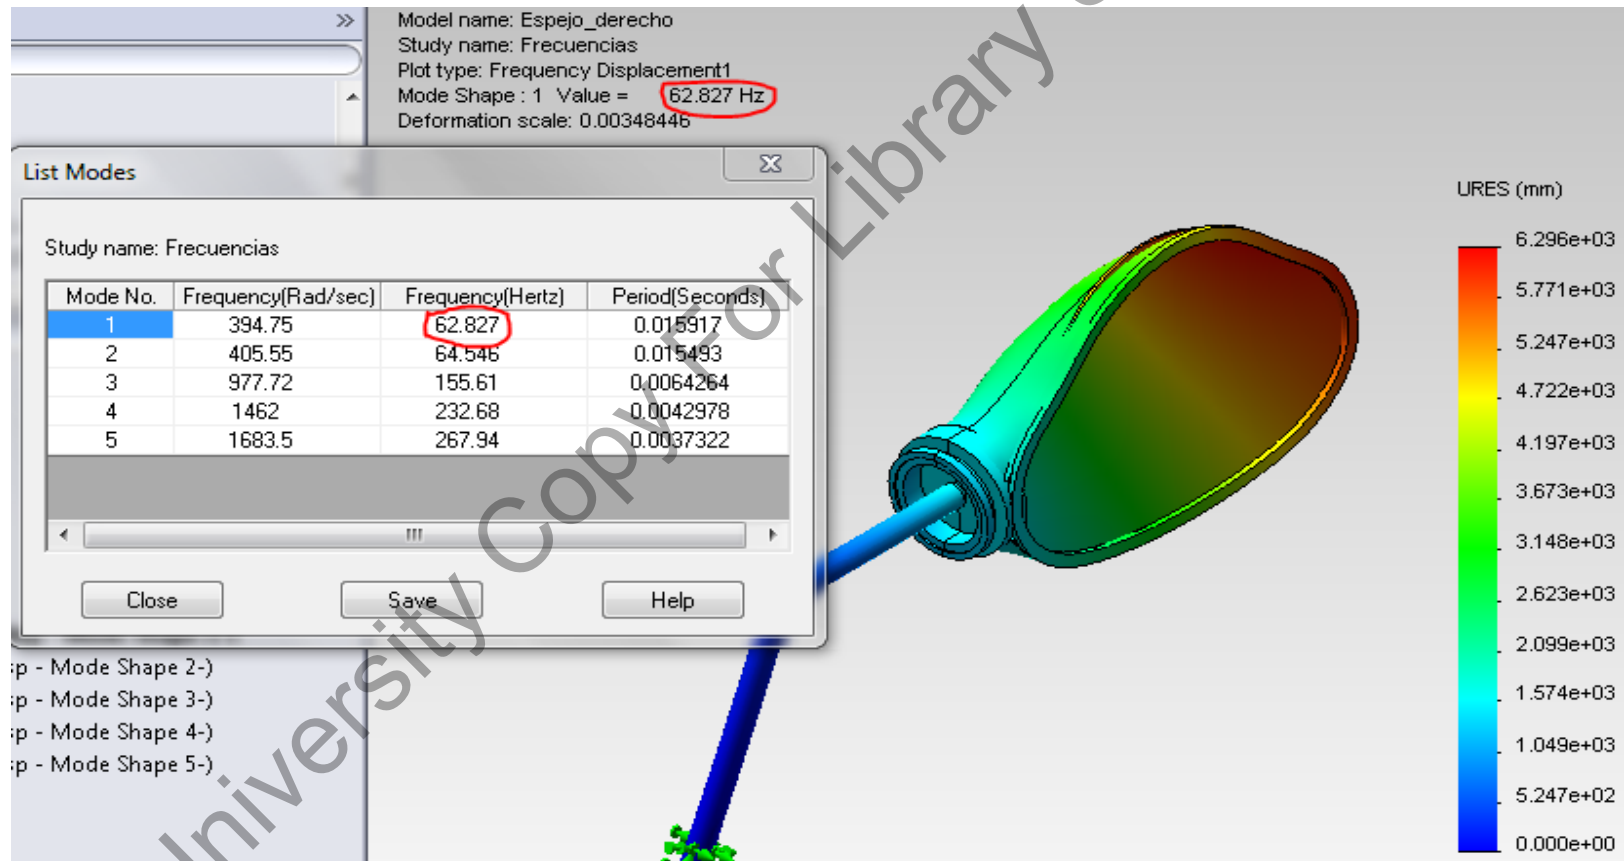 »
Model name: Espejo_derecho
Study name: Frecuencias
Plot type: Frequency Displacement1
Mode Shape : 1 Value = 62.827 Hz
Deformation scale: 0.00348446
List Modes
Study name: Frecuencias
Mode No. Frequency(Rad/sec) Frequency(Hertz) Period(Seconds)
1 394.75 62.827 0.015917
2 405.55 64.546 0.015493
3 977.72 155.61 0.0064264
4 1462 232.68 0.0042978
5 1683.5 267.94 0.0037322
Close Save Help
sp - Mode Shape 2-)
sp - Mode Shape 3-)
sp - Mode Shape 4-)
sp - Mode Shape 5-)
URES (mm)
6.296e+03
5.771e+03
5.247e+03
4.722e+03
4.197e+03
3.673e+03
3.148e+03
2.623e+03
2.099e+03
1.574e+03
1.049e+03
5.247e+02
0.000e+00
University Copy For Library